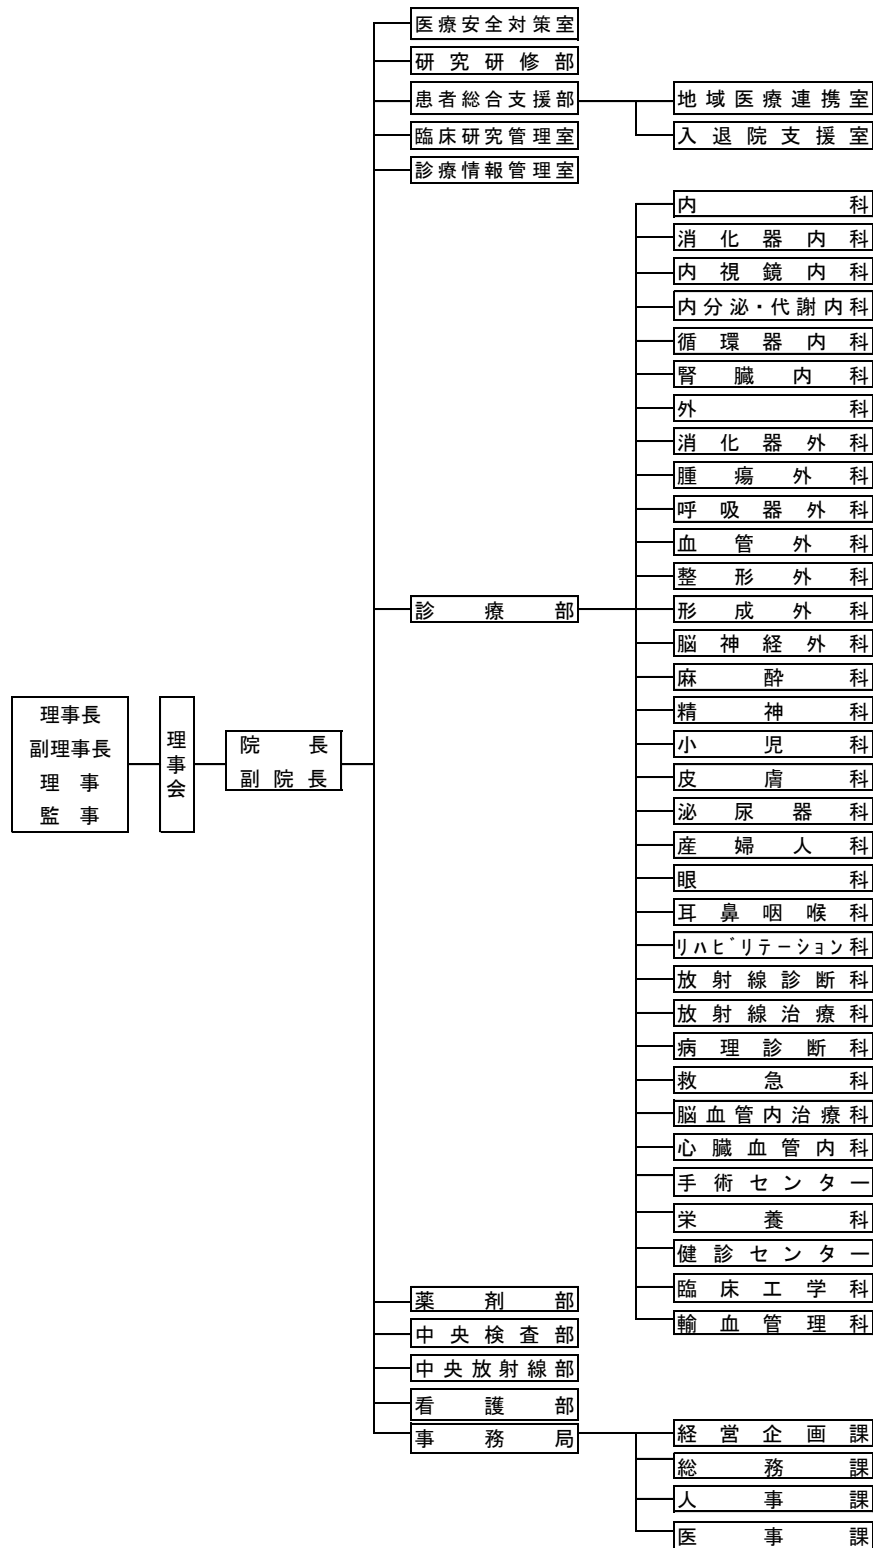 理事長
副理事長
理事
監事
理事会
院長
副院長
医療安全対策室
研究研修部
患者総合支援部
地域医療連携室
入退院支援室
臨床研究管理室
診療情報管理室
診療部
内科
消化器内科
内視鏡内科
内分泌・代謝内科
循環器内科
腎臓内科
外科
消化器外科
腫瘍外科
呼吸器外科
血管外科
整形外科
形成外科
脳神経外科
麻酔科
精神科
小児科
皮膚科
泌尿器科
産婦人科
眼科
耳鼻咽喉科
ﾘﾊﾋﾞﾘﾃｰｼｮﾝ科
放射線診断科
放射線治療科
病理診断科
救急科
脳血管内治療科
心臓血管内科
手術センター
栄養科
健診センター
臨床工学科
輸血管理科
薬剤部
中央検査部
中央放射線部
看護部
事務局
経営企画課
総務課
人事課
医事課